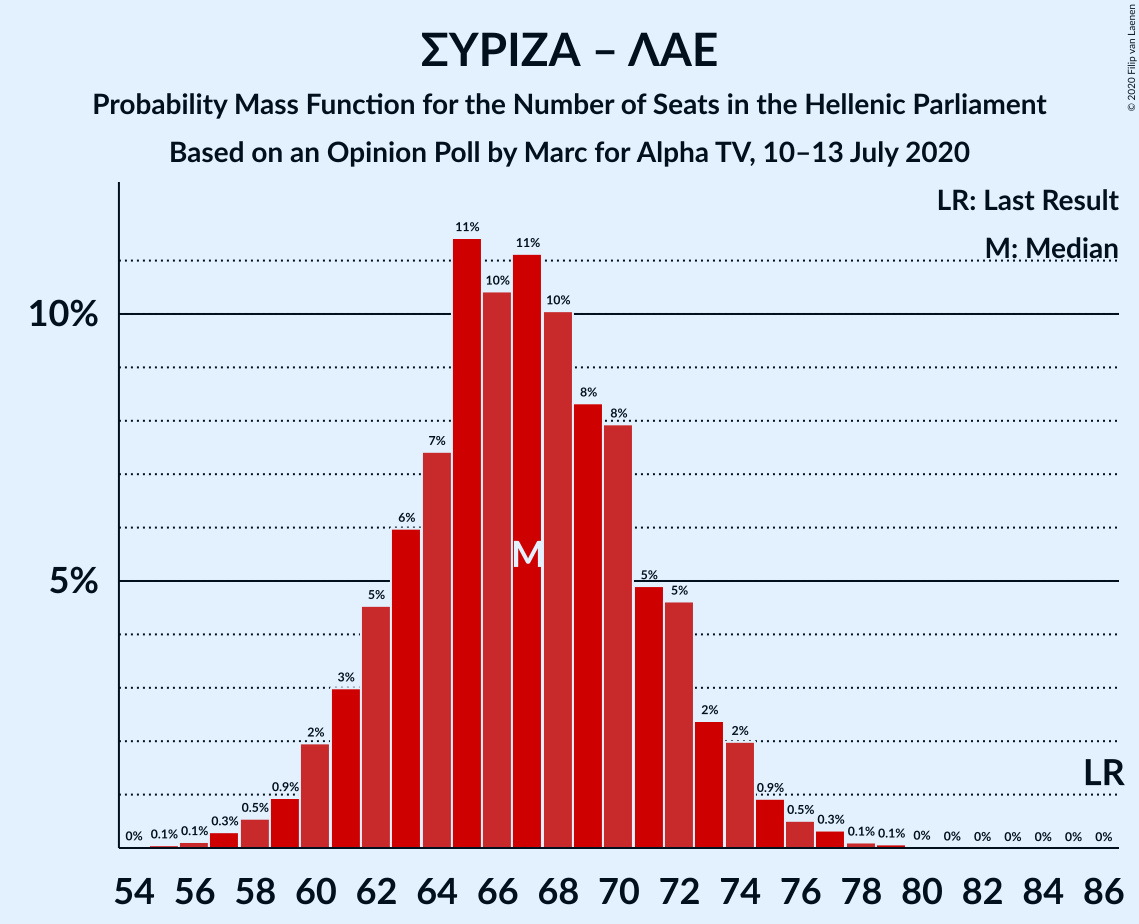 ΣΥΡΙΖΑ – ΛΑΕ
Probability Mass Function for the Number of Seats in the Hellenic Parliament
Based on an Opinion Poll by Marc for Alpha TV, 10–13 July 2020
© 2020 Filip van Laenen
LR: Last Result
M: Median
10%
5%
0% 0.1% 0.1% 0.3% 0.5% 0.9% 2% 3% 5% 6% 7% 11% 10% 11% 10% 8% 8% 5% 5% 2% 2% 0.9% 0.5% 0.3% 0.1% 0.1% 0% 0% 0% 0% 0% 0% 0%
M
LR
54 56 58 60 62 64 66 68 70 72 74 76 78 80 82 84 86